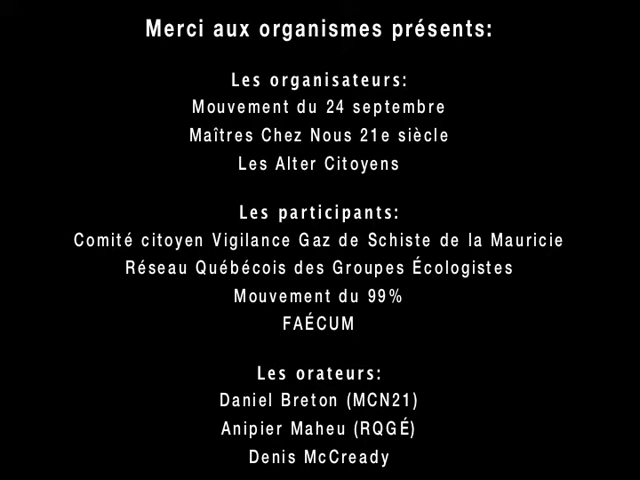 Merci aux organismes présents:
Les organisateurs:
Mouvement du 24 septembre
Maîtres Chez Nous 21e siècle
Les Alter Citoyens
Les participants:
Comité citoyen Vigilance Gaz de Schiste de la Mauricie
Réseau Québécois des Groupes Écologistes
Mouvement du 99%
FAÉCUM
Les orateurs:
Daniel Breton (MCN21)
Anipier Maheu (RQGÉ)
Denis McCready